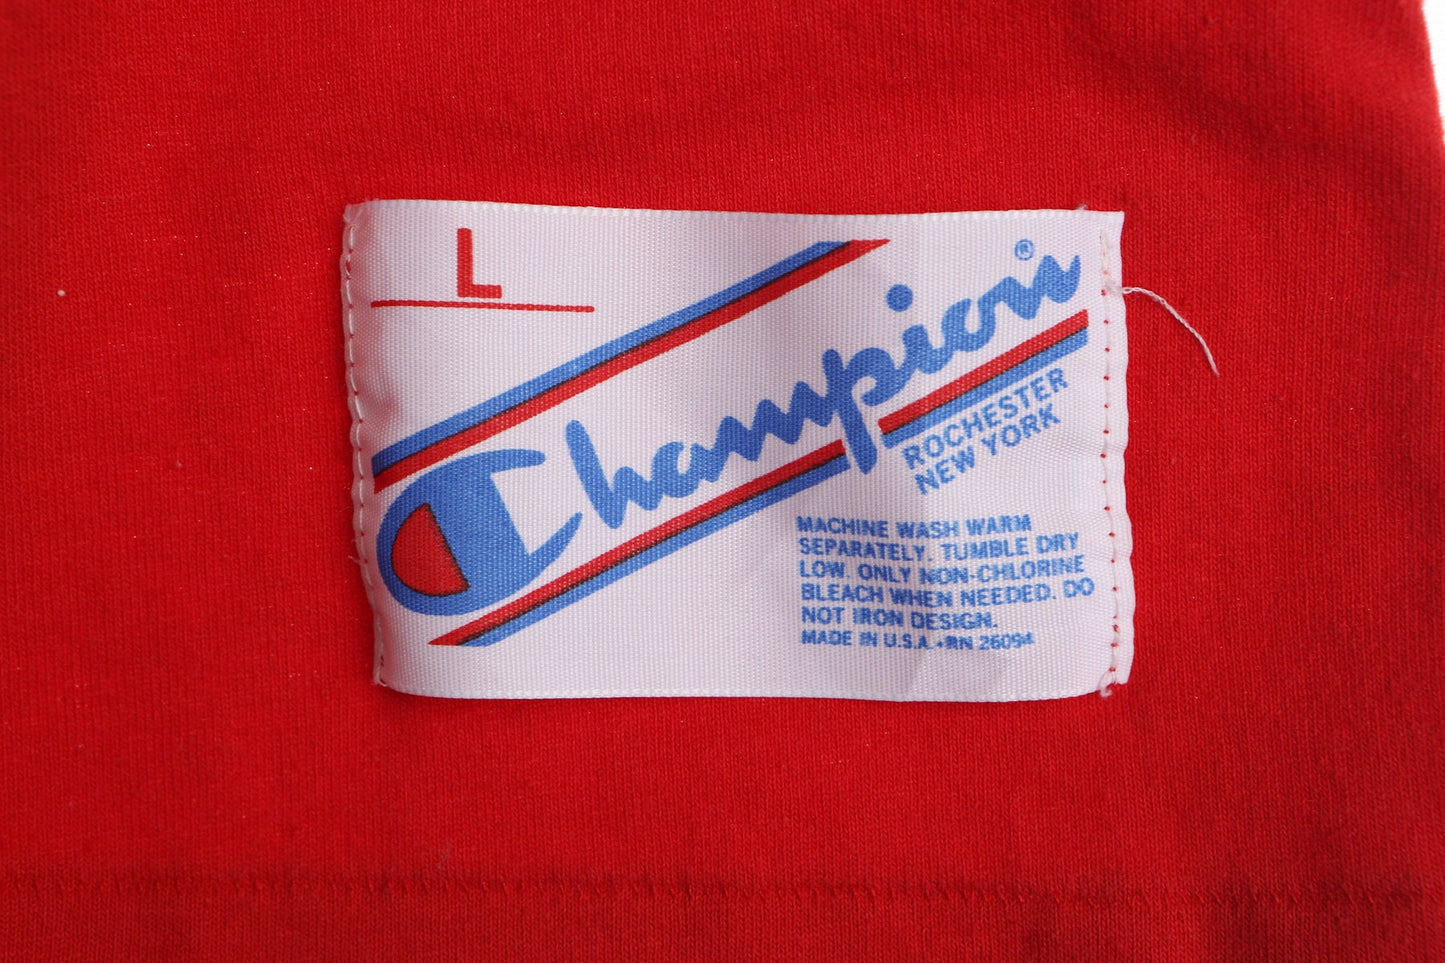 L
Champion®
ROCHESTER
NEW YORK
MACHINE WASH WARM
SEPARATELY. TUMBLE DRY
LOW. ONLY NON-CHLORINE
BLEACH WHEN NEEDED. DO
NOT IRON DESIGN.
MADE IN U.S.A. • RN 26094